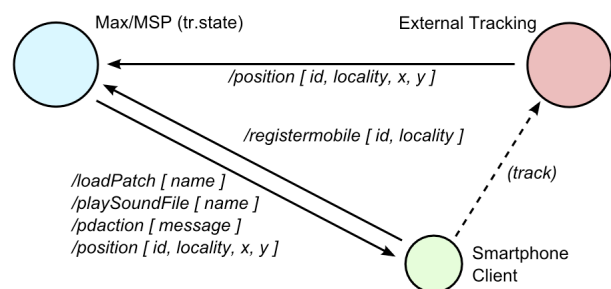 Max/MSP (tr.state)
External Tracking
/position [ id, locality, x, y ]
/registermobile [ id, locality ]
(track)
/loadPatch [ name ]
/playSoundFile [ name ]
/pdaction [ message ]
/position [ id, locality, x, y ]
Smartphone
Client